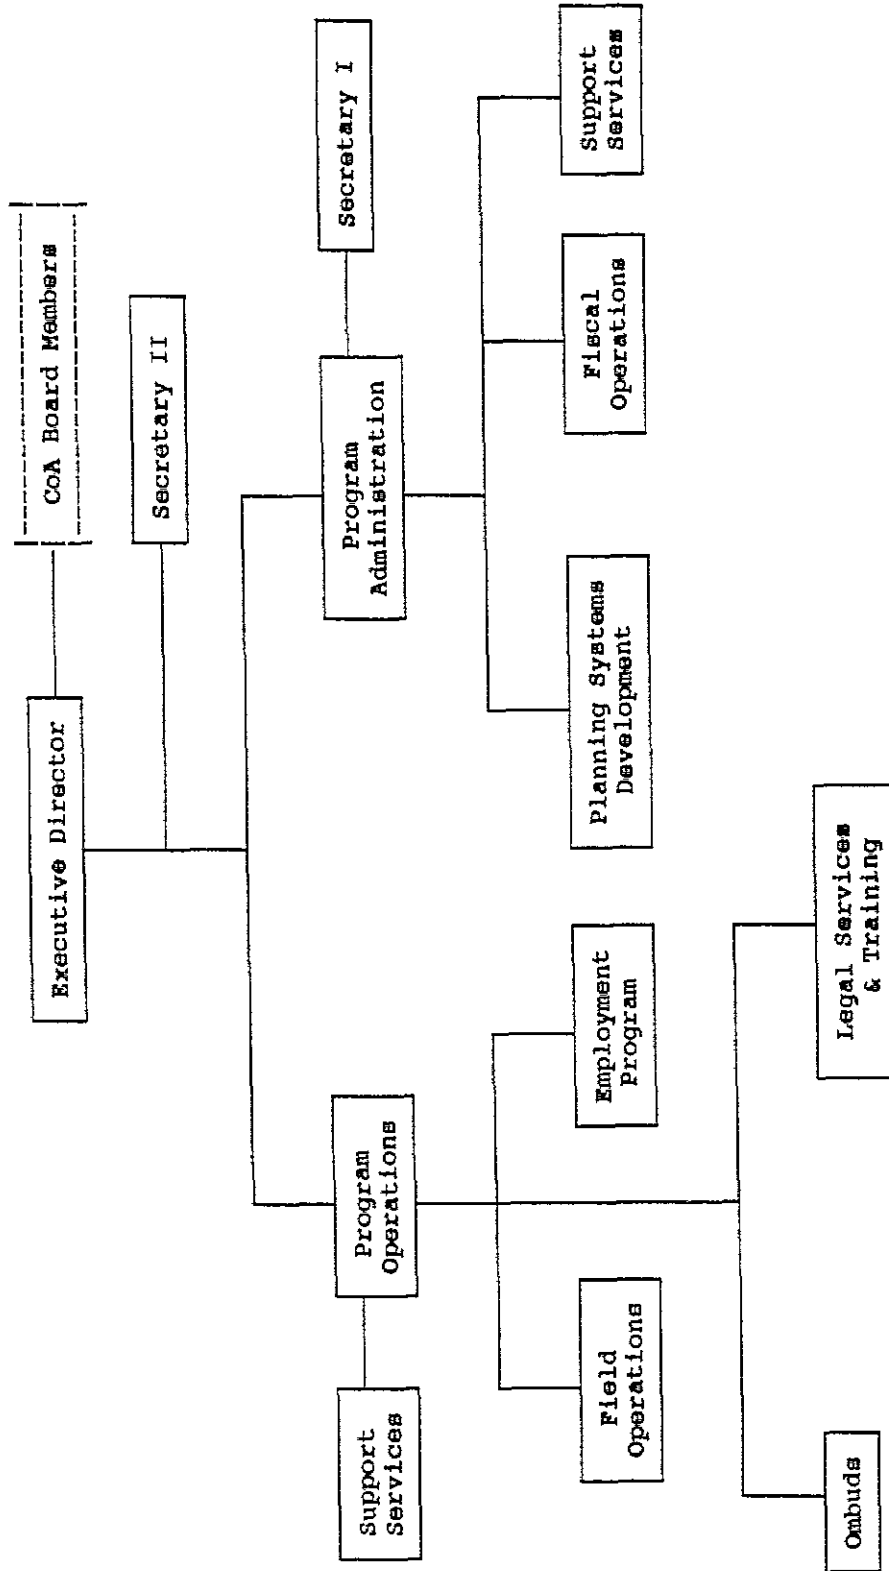 CoA Board Members
Executive Director
Secretary II
Secretary I
Program
Operations
Program
Administration
Support
Services
Field
Operations
Employment
Program
Planning Systems
Development
Fiscal
Operations
Support
Services
Ombuds
Legal Services
& Training